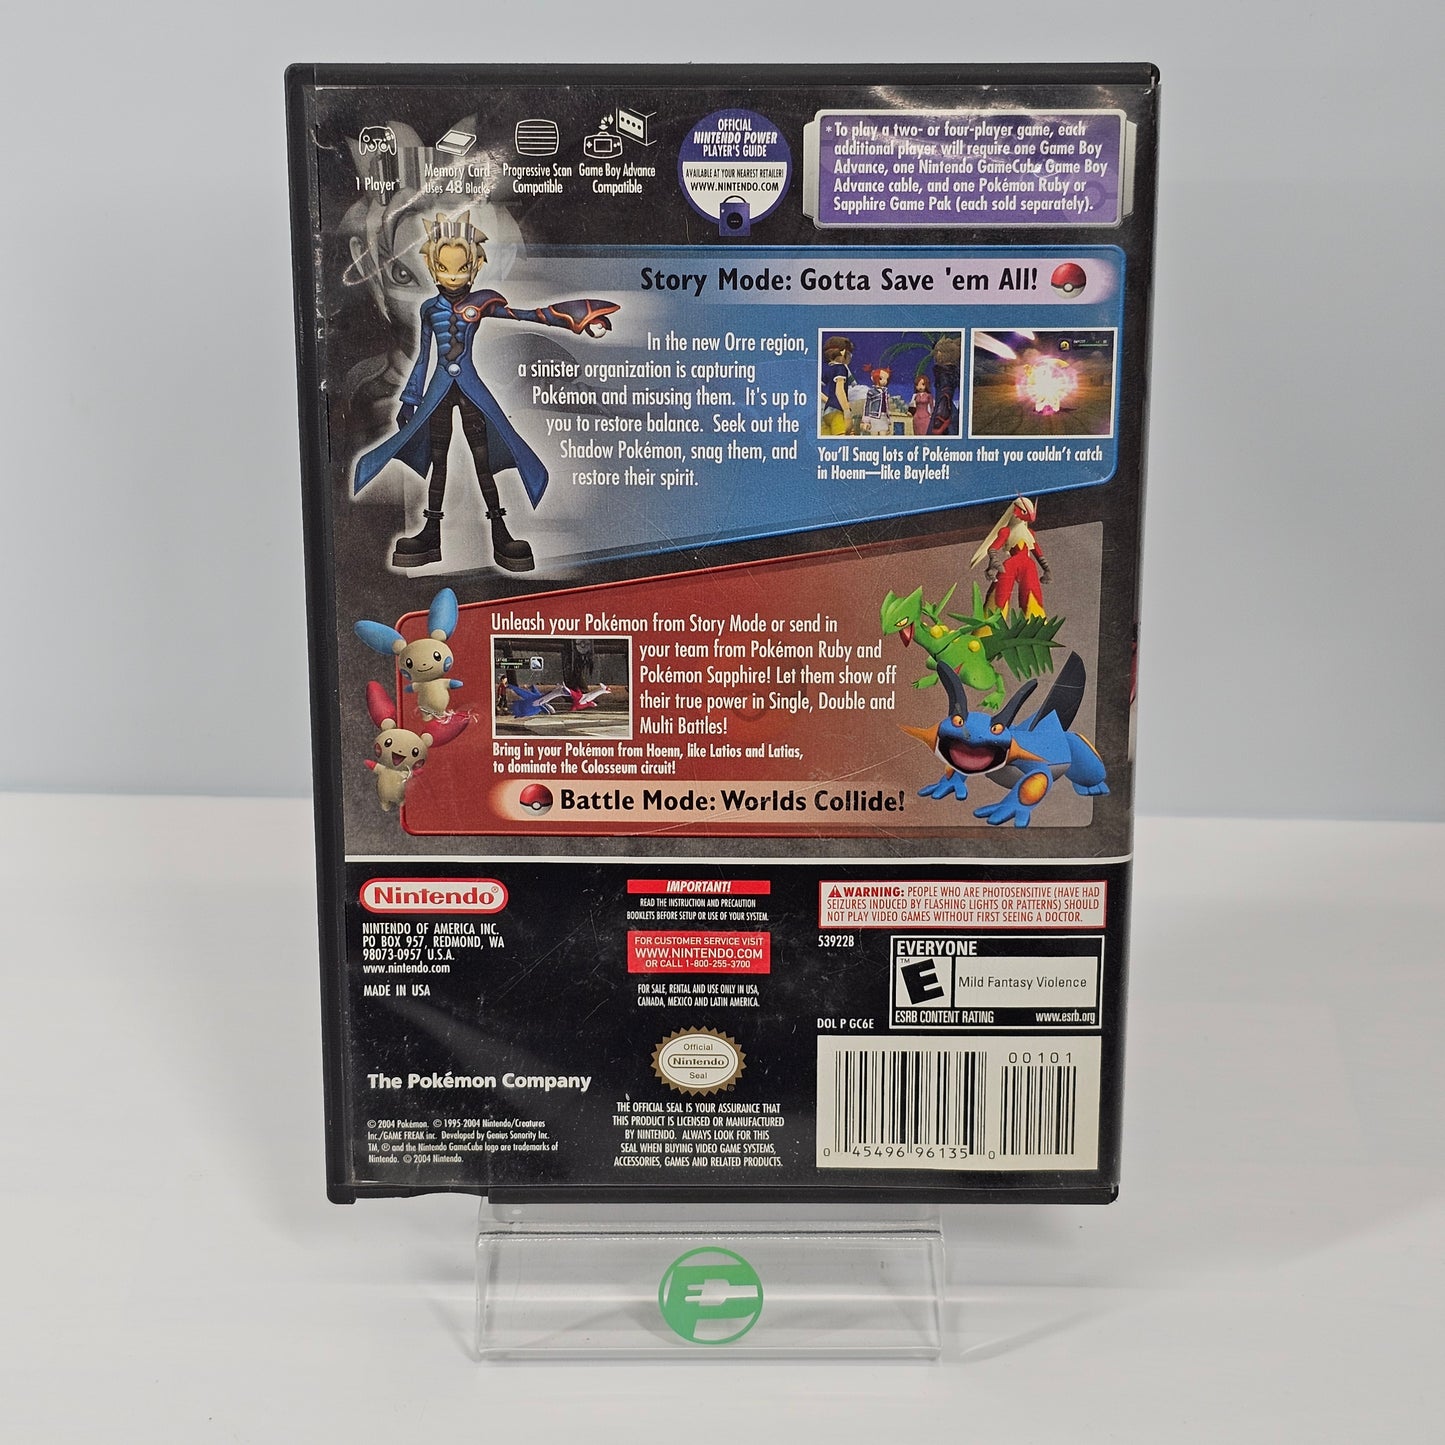 1 Player*
Memory Card
Uses 48 Blocks
Progressive Scan
Compatible
Game Boy Advance
Compatible
OFFICIAL
NINTENDO POWER
PLAYER'S GUIDE
AVAILABLE AT YOUR NEAREST RETAILER!
WWW.NINTENDO.COM
* To play a two- or four-player game, each
additional player will require one Game Boy
Advance, one Nintendo GameCube Game Boy
Advance cable, and one Pokémon Ruby or
Sapphire Game Pak (each sold separately).
Story Mode: Gotta Save 'em All!
In the new Orre region,
a sinister organization is capturing
Pokémon and misusing them. It's up to
you to restore balance. Seek out the
Shadow Pokémon, snag them, and
restore their spirit.
You'll Snag lots of Pokémon that you couldn't catch
in Hoenn—like Bayleef!
Unleash your Pokémon from Story Mode or send in
your team from Pokémon Ruby and
Pokémon Sapphire! Let them show off
their true power in Single, Double and
Multi Battles!
Bring in your Pokémon from Hoenn, like Latios and Latias,
to dominate the Colosseum circuit!
Battle Mode: Worlds Collide!
Nintendo®
NINTENDO OF AMERICA INC.
PO BOX 957, REDMOND, WA
98073-0957 U.S.A.
www.nintendo.com
MADE IN USA
IMPORTANT!
READ THE INSTRUCTION AND PRECAUTION
BOOKLETS BEFORE SETUP OR USE OF YOUR SYSTEM.
FOR CUSTOMER SERVICE VISIT
WWW.NINTENDO.COM
OR CALL 1-800-255-3700
FOR SALE, RENTAL AND USE ONLY IN USA,
CANADA, MEXICO AND LATIN AMERICA.
WARNING: PEOPLE WHO ARE PHOTOSENSITIVE (HAVE HAD
SEIZURES INDUCED BY FLASHING LIGHTS OR PATTERNS) SHOULD
NOT PLAY VIDEO GAMES WITHOUT FIRST SEEING A DOCTOR.
53922B
EVERYONE
E
Mild Fantasy Violence
ESRB CONTENT RATING www.esrb.org
DOL P GC6E
The Pokémon Company
© 2004 Pokémon. © 1995-2004 Nintendo/Creatures
Inc./GAME FREAK inc. Developed by Genius Sonority Inc.
TM, ® and the Nintendo GameCube logo are trademarks of
Nintendo. © 2004 Nintendo.
Official
Nintendo
Seal
THE OFFICIAL SEAL IS YOUR ASSURANCE THAT
THIS PRODUCT IS LICENSED OR MANUFACTURED
BY NINTENDO. ALWAYS LOOK FOR THIS
SEAL WHEN BUYING VIDEO GAME SYSTEMS,
ACCESSORIES, GAMES AND RELATED PRODUCTS.
00101
0 45496 96135 0